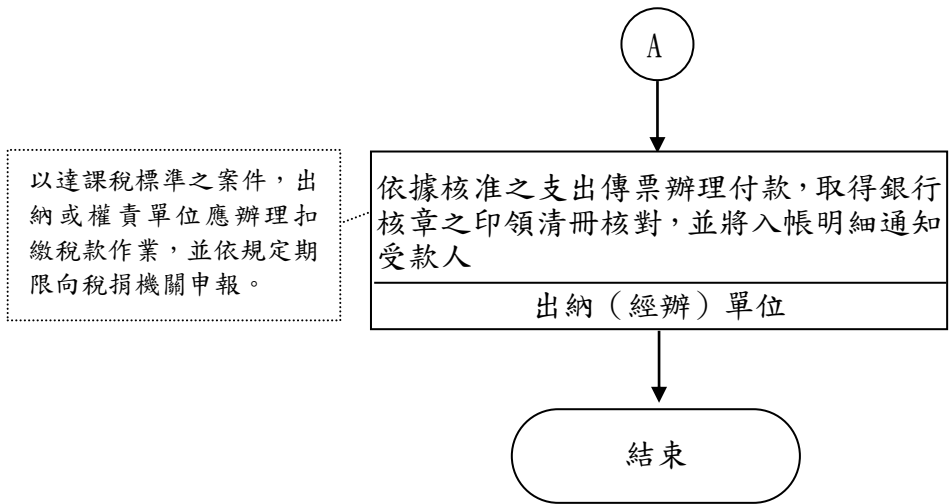 A
以達課稅標準之案件，出
納或權責單位應辦理扣
繳稅款作業，並依規定期
限向稅捐機關申報。
依據核准之支出傳票辦理付款，取得銀行
核章之印領清冊核對，並將入帳明細通知
受款人
出納（經辦）單位
結束